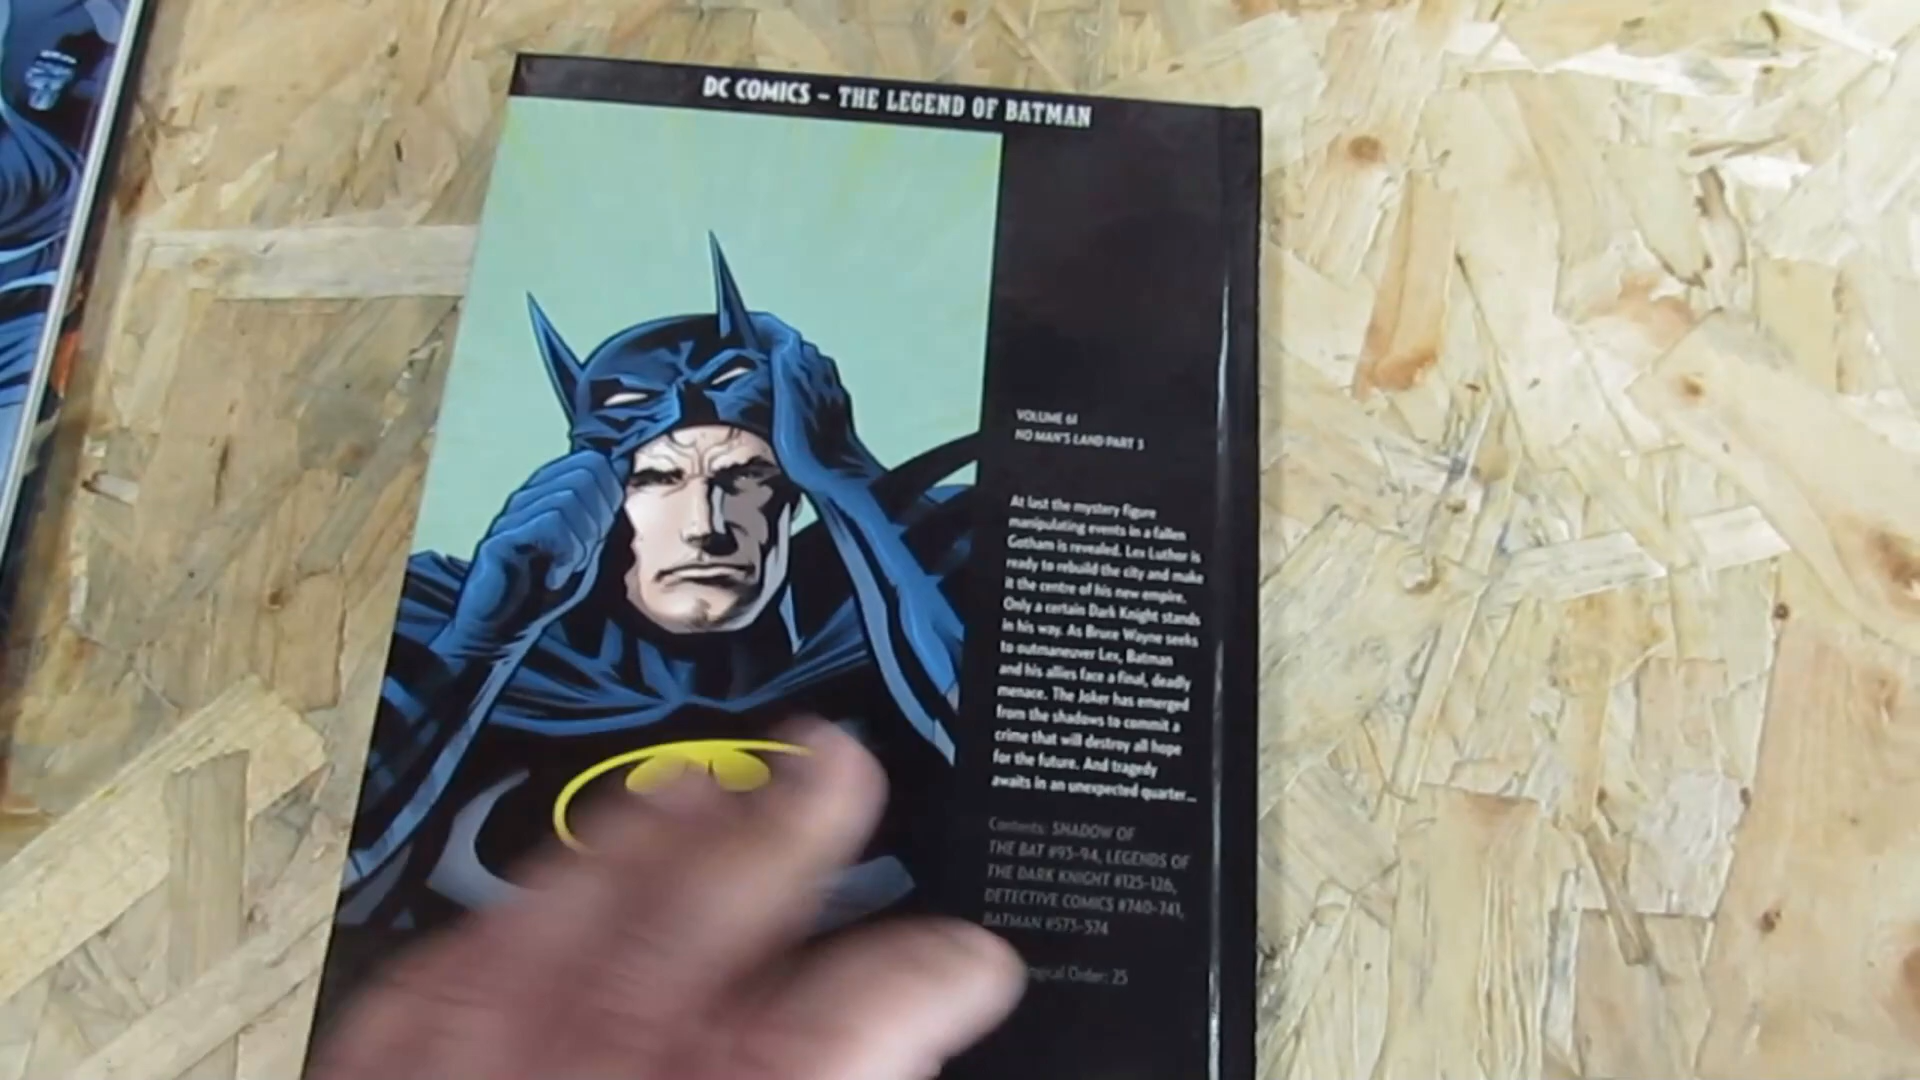 DC COMICS – THE LEGEND OF BATMAN
VOLUME 61
NO MAN'S LAND PART 5
At last the mystery figure
manipulating events in a fallen
Gotham is revealed. Lex Luthor is
ready to rebuild the city and make
it the centre of his new empire.
Only a certain Dark Knight stands
in his way. As Bruce Wayne seeks
to outmaneuver Lex, Batman
and his allies face a final, deadly
menace. The Joker has emerged
from the shadows to commit a
crime that will destroy all hope
for the future. And tragedy
awaits in an unexpected quarter...
Contents: SHADOW OF
THE BAT #93-94, LEGENDS OF
THE DARK KNIGHT #125-126,
DETECTIVE COMICS #740-741,
BATMAN #573-574
Order: 25